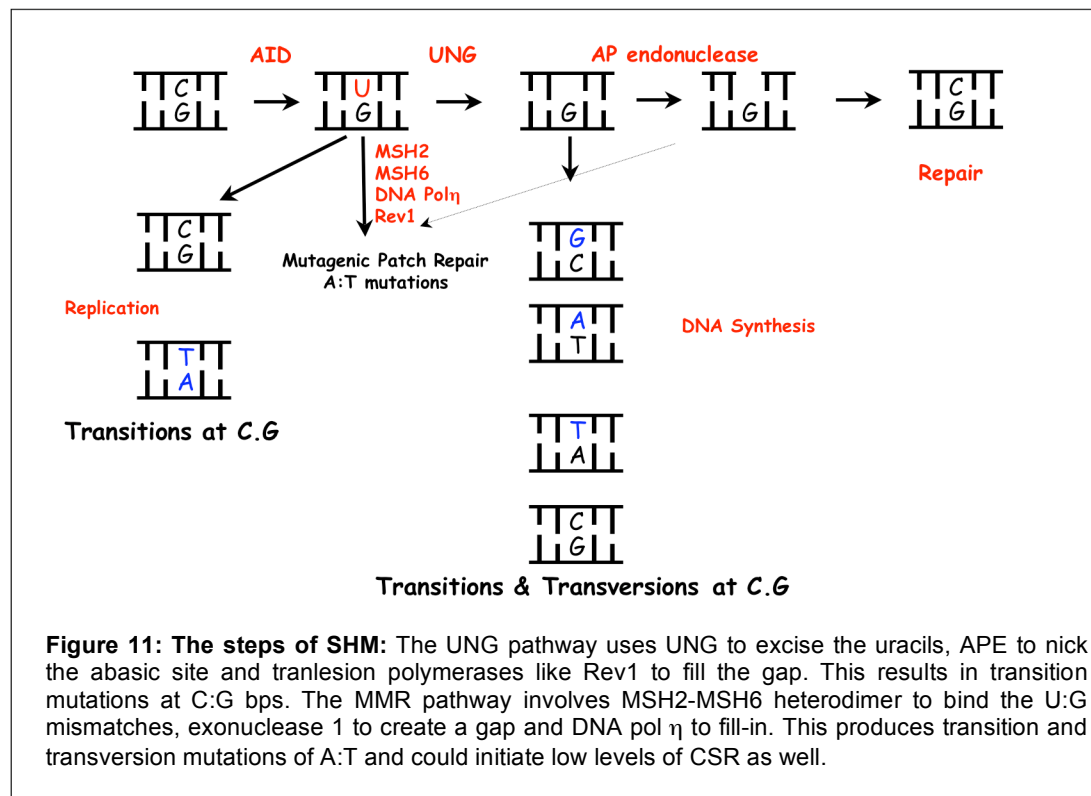 AID UNG AP endonuclease
C U C
G G G G G
MSH2
MSH6
DNA Polη
Rev1
Repair
C
G
Mutagenic Patch Repair
A:T mutations
G
C
Replication
A
T
DNA Synthesis
T
A
Transitions at C.G
T
A
C
G
Transitions & Transversions at C.G
Figure 11: The steps of SHM: The UNG pathway uses UNG to excise the uracils, APE to nick
the abasic site and tranlesion polymerases like Rev1 to fill the gap. This results in transition
mutations at C:G bps. The MMR pathway involves MSH2-MSH6 heterodimer to bind the U:G
mismatches, exonuclease 1 to create a gap and DNA pol η to fill-in. This produces transition and
transversion mutations of A:T and could initiate low levels of CSR as well.